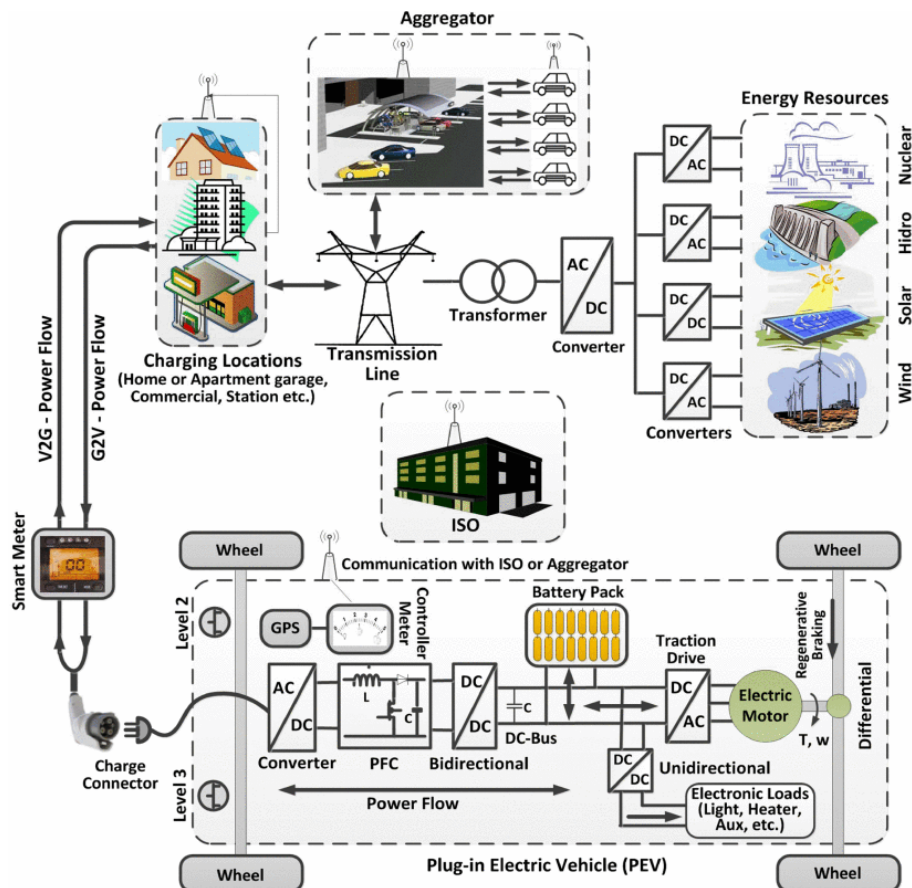 Aggregator
Energy Resources
DC
AC
Nuclear
DC
AC
Hidro
AC
DC
DC
DC
Solar
DC
AC
Wind
Transformer
Converter
Converters
Charging Locations
(Home or Apartment garage,
Commercial, Station etc.)
Transmission
Line
V2G - Power Flow
G2V - Power Flow
ISO
Smart Meter
00
Wheel
Wheel
Communication with ISO or Aggregator
Level 2
GPS
Controller
Meter
Battery Pack
Traction
Drive
Regenerative
Braking
AC
DC
L
C
DC
DC
C
DC-Bus
DC
AC
Electric
Motor
T, w
Differential
Charge
Connector
Converter
PFC
Bidirectional
DC
DC
Unidirectional
Level 3
Power Flow
Electronic Loads
(Light, Heater,
Aux, etc.)
Wheel
Plug-in Electric Vehicle (PEV)
Wheel